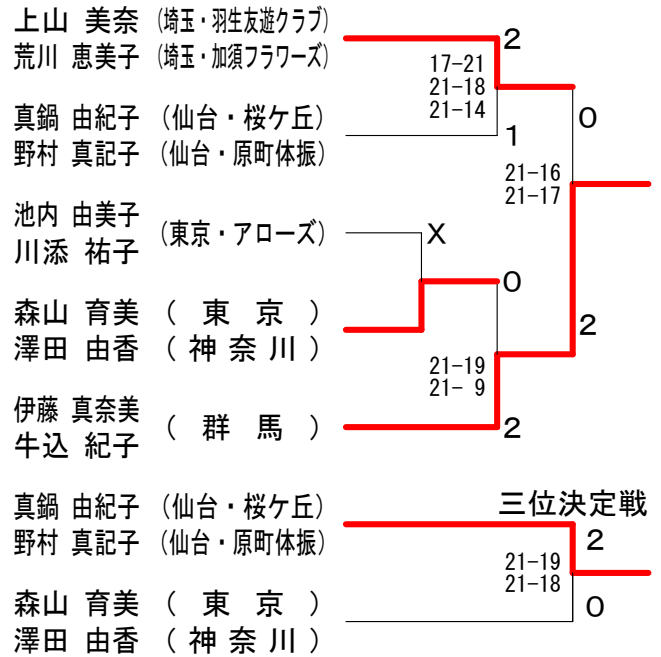 上山 美奈 (埼玉・羽生友遊クラブ)
荒川 恵美子 (埼玉・加須フラワーズ)
2
17-21
21-18
21-14
真鍋 由紀子 (仙台・桜ケ丘)
野村 真記子 (仙台・原町体振)
1
0
21-16
21-17
池内 由美子
川添 祐子
(東京・アローズ)
X
0
森山 育美 ( 東 京 )
澤田 由香 ( 神 奈 川 )
2
21-19
21- 9
伊藤 真奈美
牛込 紀子
( 群 馬 )
2
三位決定戦
真鍋 由紀子 (仙台・桜ケ丘)
野村 真記子 (仙台・原町体振)
2
21-19
21-18
森山 育美 ( 東 京 )
澤田 由香 ( 神 奈 川 )
0